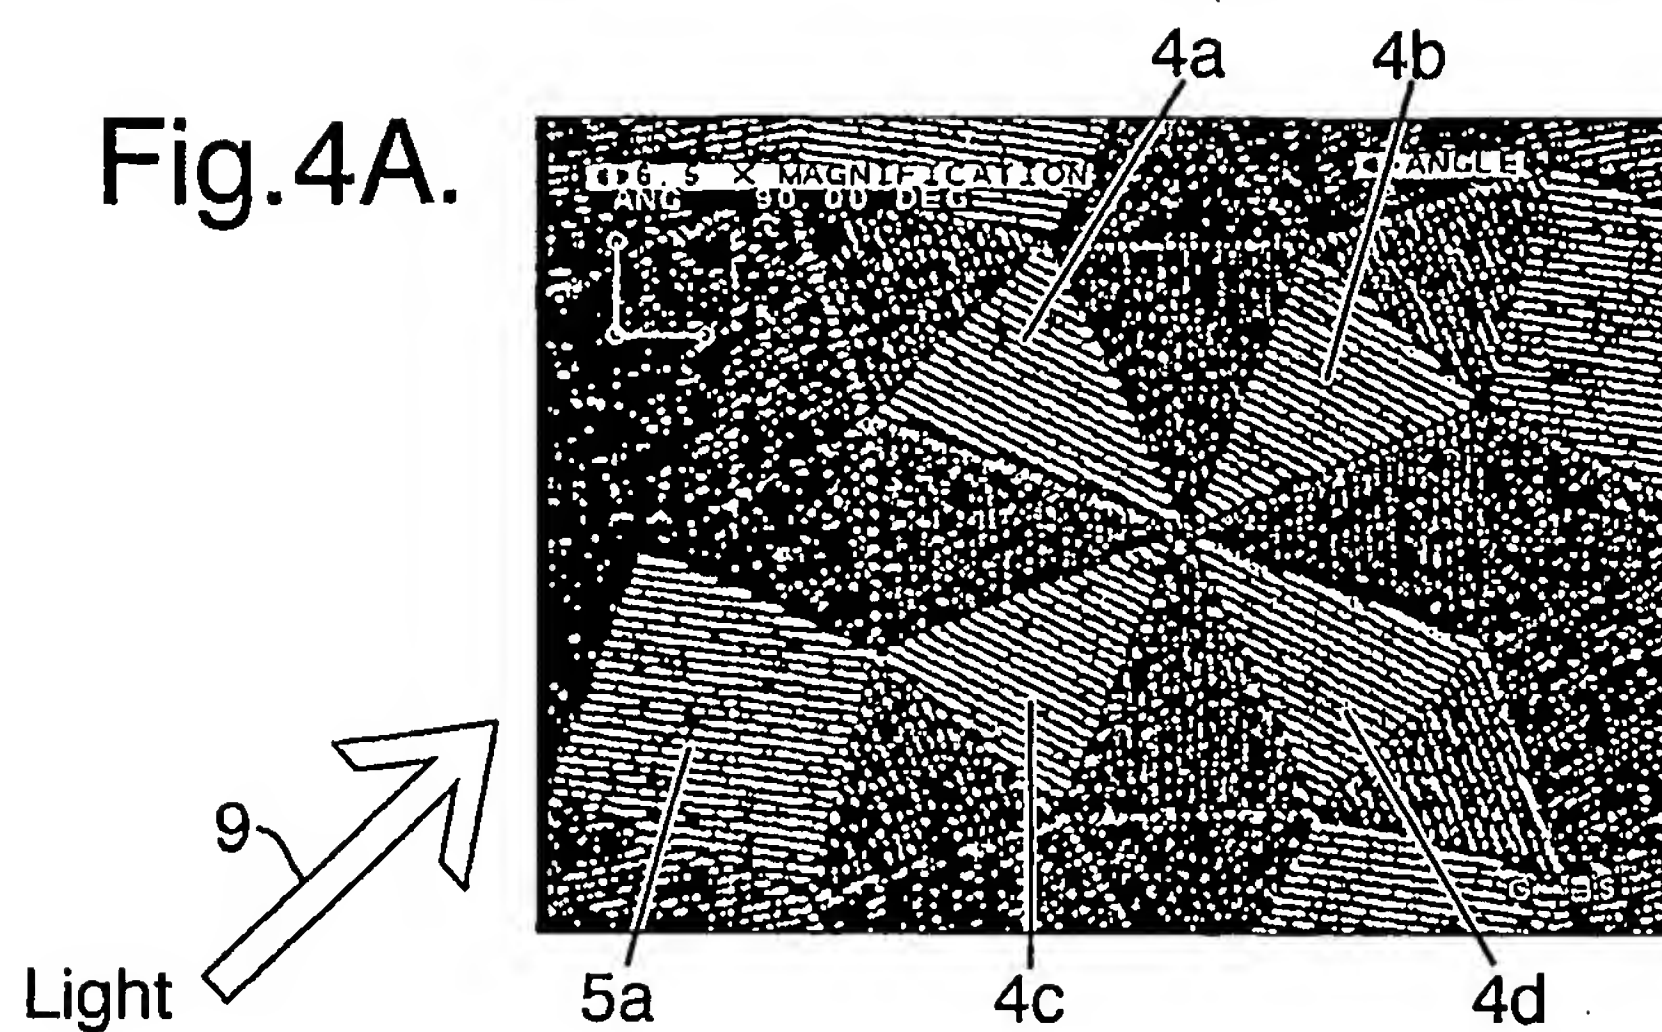 4a 4b
Fig.4A.
6.5 X MAGNIFICATION
ANGLE
ANG 90.00 DEG
9
Light
5a 4c 4d